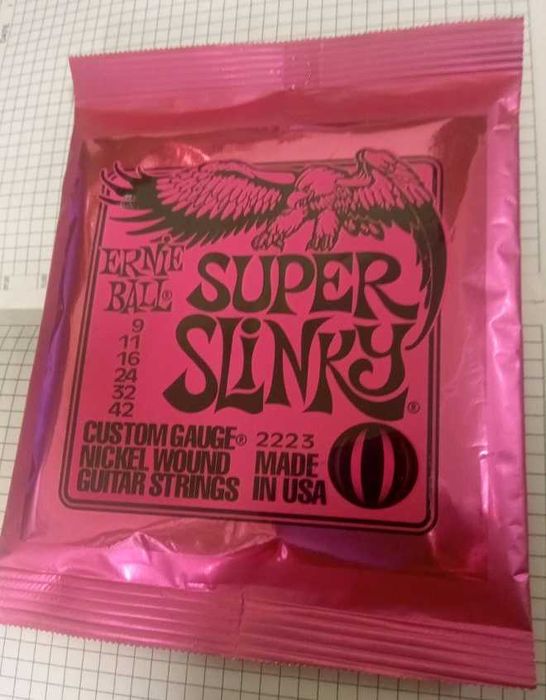 ERNIE
BALL®
SUPER
SLINKY®
9
11
16
24
32
42
CUSTOM GAUGE® 2223
NICKEL WOUND
GUITAR STRINGS
MADE
IN USA